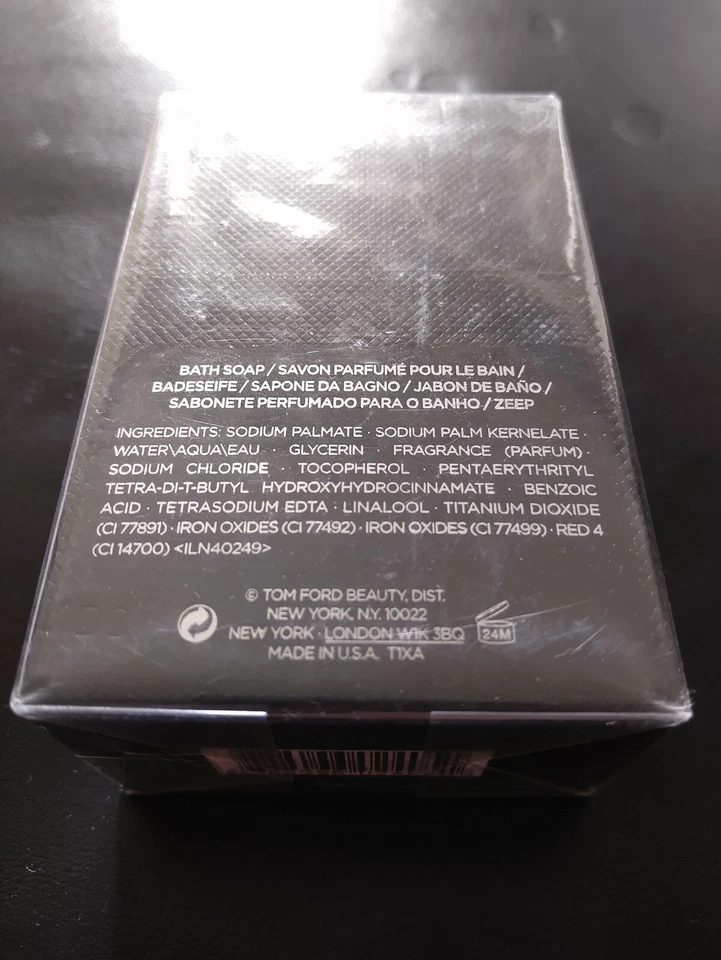 BATH SOAP / SAVON PARFUMÉ POUR LE BAIN /
BADESEIFE / SAPONE DA BAGNO / JABON DE BAÑO /
SABONETE PERFUMADO PARA O BANHO / ZEEP
INGREDIENTS: SODIUM PALMATE · SODIUM PALM KERNELATE ·
WATER\AQUA\EAU · GLYCERIN · FRAGRANCE (PARFUM) ·
SODIUM CHLORIDE · TOCOPHEROL · PENTAERYTHRITYL
TETRA-DI-T-BUTYL HYDROXYHYDROCINNAMATE · BENZOIC
ACID · TETRASODIUM EDTA · LINALOOL · TITANIUM DIOXIDE
(CI 77891) · IRON OXIDES (CI 77492) · IRON OXIDES (CI 77499) · RED 4
(CI 14700) <ILN40249>
© TOM FORD BEAUTY, DIST.
NEW YORK, N.Y. 10022
NEW YORK · LONDON W1K 3BQ
24M
MADE IN U.S.A. T1XA